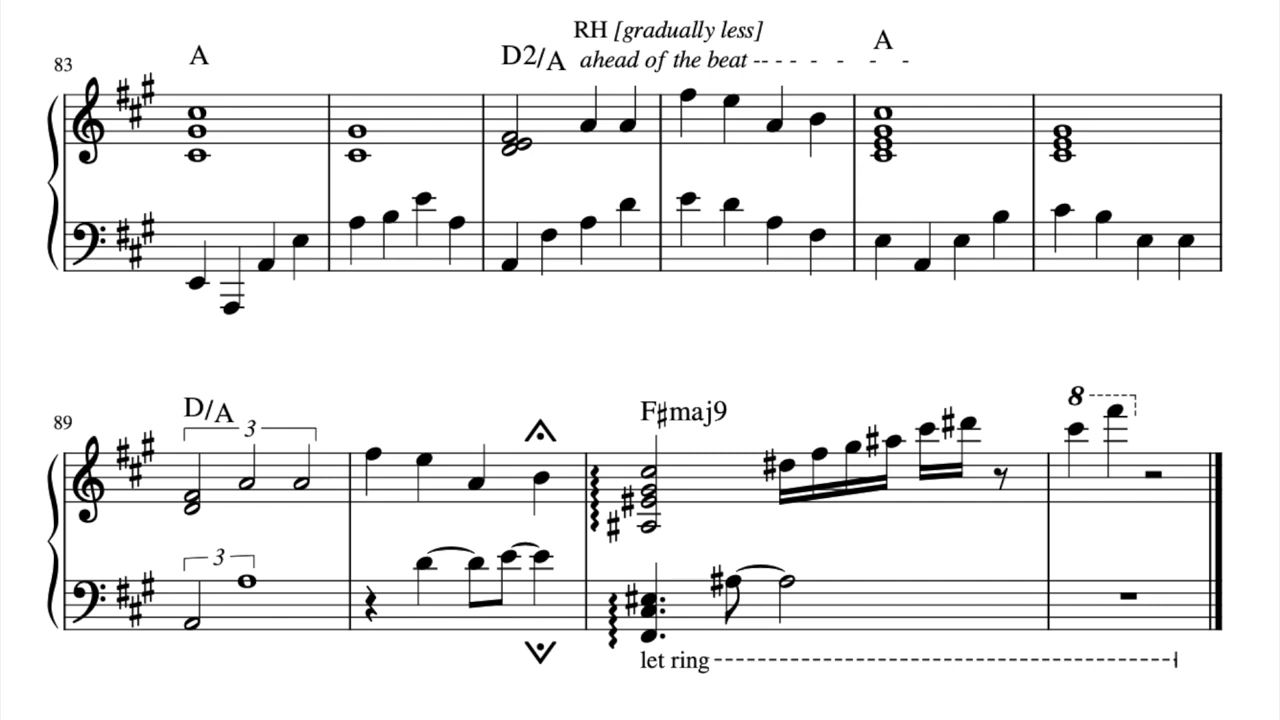 RH [gradually less]
A D2/A ahead of the beat A
83
D/A F♯maj9 8
89 3
3
let ring